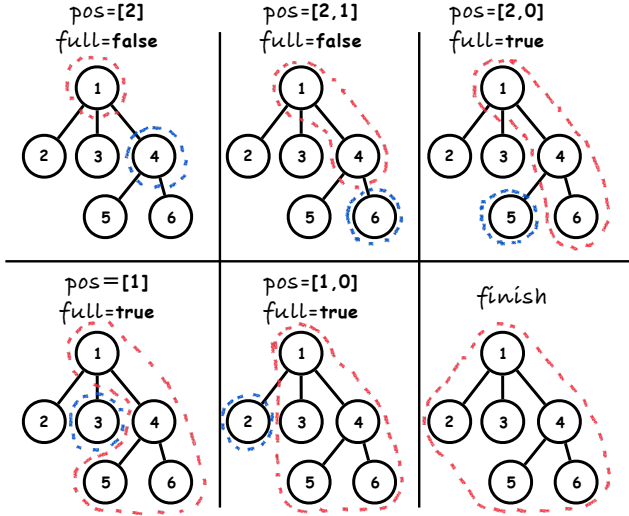 pos=[2]
full=false
1
2 3 4
5 6
pos=[2,1]
full=false
1
2 3 4
5 6
pos=[2,0]
full=true
1
2 3 4
5 6
pos=[1]
full=true
1
2 3 4
5 6
pos=[1,0]
full=true
1
2 3 4
5 6
finish
1
2 3 4
5 6